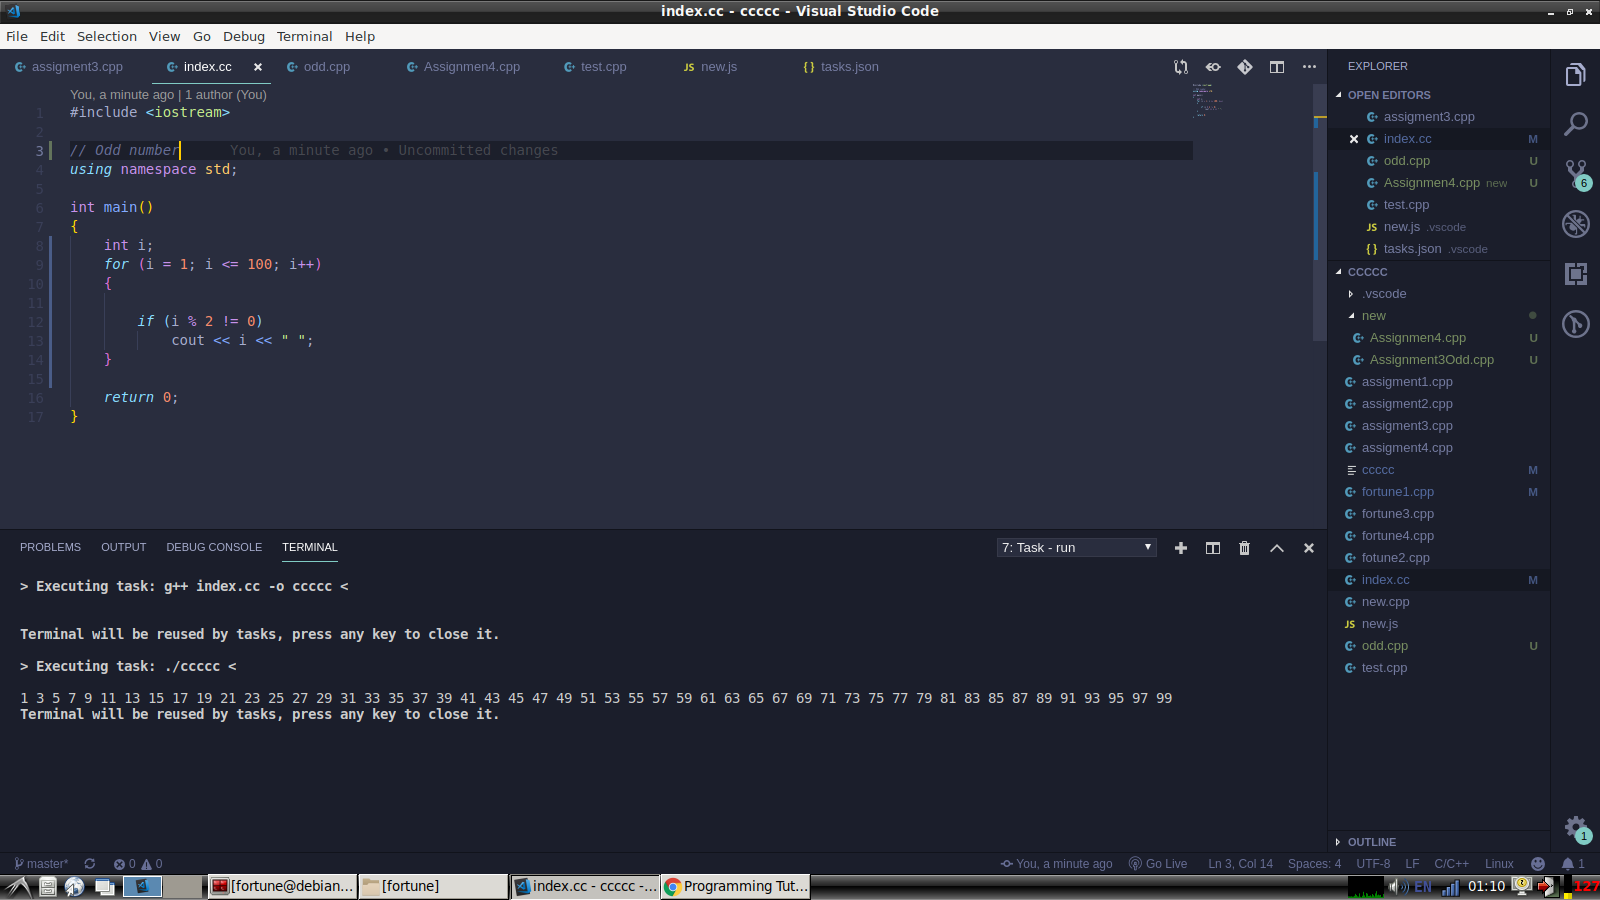 index.cc - ccccc - Visual Studio Code
File Edit Selection View Go Debug Terminal Help
assigment3.cpp index.cc odd.cpp Assignmen4.cpp test.cpp JS new.js {} tasks.json
You, a minute ago | 1 author (You)
1 #include <iostream>
2
3 // Odd number You, a minute ago • Uncommitted changes
4 using namespace std;
5
6 int main()
7 {
8 int i;
9 for (i = 1; i <= 100; i++)
10 {
11
12 if (i % 2 != 0)
13 cout << i << " ";
14 }
15
16 return 0;
17 }
PROBLEMS OUTPUT DEBUG CONSOLE TERMINAL 7: Task - run
> Executing task: g++ index.cc -o ccccc <
Terminal will be reused by tasks, press any key to close it.
> Executing task: ./ccccc <
1 3 5 7 9 11 13 15 17 19 21 23 25 27 29 31 33 35 37 39 41 43 45 47 49 51 53 55 57 59 61 63 65 67 69 71 73 75 77 79 81 83 85 87 89 91 93 95 97 99
Terminal will be reused by tasks, press any key to close it.
EXPLORER
OPEN EDITORS
assigment3.cpp
index.cc M
odd.cpp U
Assignmen4.cpp new U
test.cpp
JS new.js .vscode
{} tasks.json .vscode
CCCCC
.vscode
new
Assignmen4.cpp U
Assignment3Odd.cpp U
assigment1.cpp
assigment2.cpp
assigment3.cpp
assigment4.cpp
ccccc M
fortune1.cpp M
fortune3.cpp
fortune4.cpp
fotune2.cpp
index.cc M
new.cpp
JS new.js
odd.cpp U
test.cpp
OUTLINE
6
1
master* 0 0 You, a minute ago Go Live Ln 3, Col 14 Spaces: 4 UTF-8 LF C/C++ Linux 1
[fortune@debian... [fortune] index.cc - ccccc -... Programming Tut... EN 01:10 127